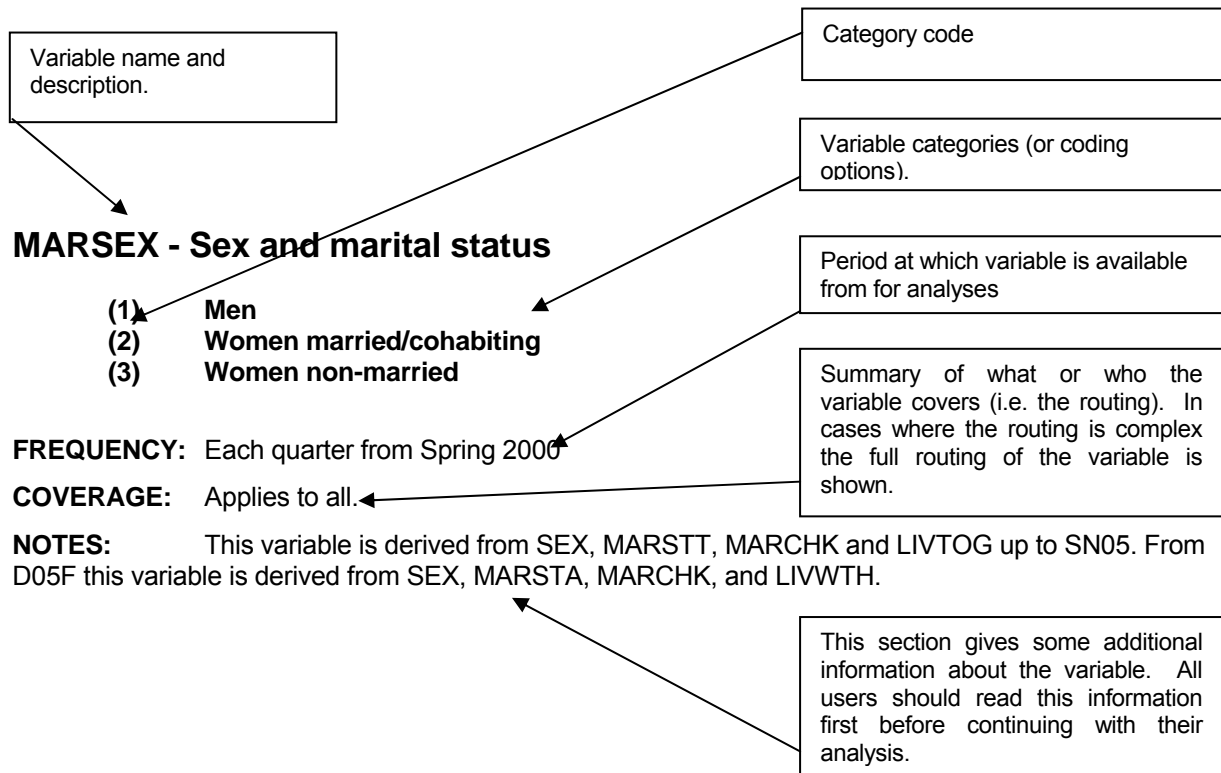 Variable name and
description.
Category code
Variable categories (or coding
options).
MARSEX - Sex and marital status
Period at which variable is available
from for analyses
(1) Men
(2) Women married/cohabiting
(3) Women non-married
Summary of what or who the
variable covers (i.e. the routing). In
cases where the routing is complex
the full routing of the variable is
shown.
FREQUENCY: Each quarter from Spring 2000
COVERAGE: Applies to all.
NOTES: This variable is derived from SEX, MARSTT, MARCHK and LIVTOG up to SN05. From
D05F this variable is derived from SEX, MARSTA, MARCHK, and LIVWTH.
This section gives some additional
information about the variable. All
users should read this information
first before continuing with their
analysis.